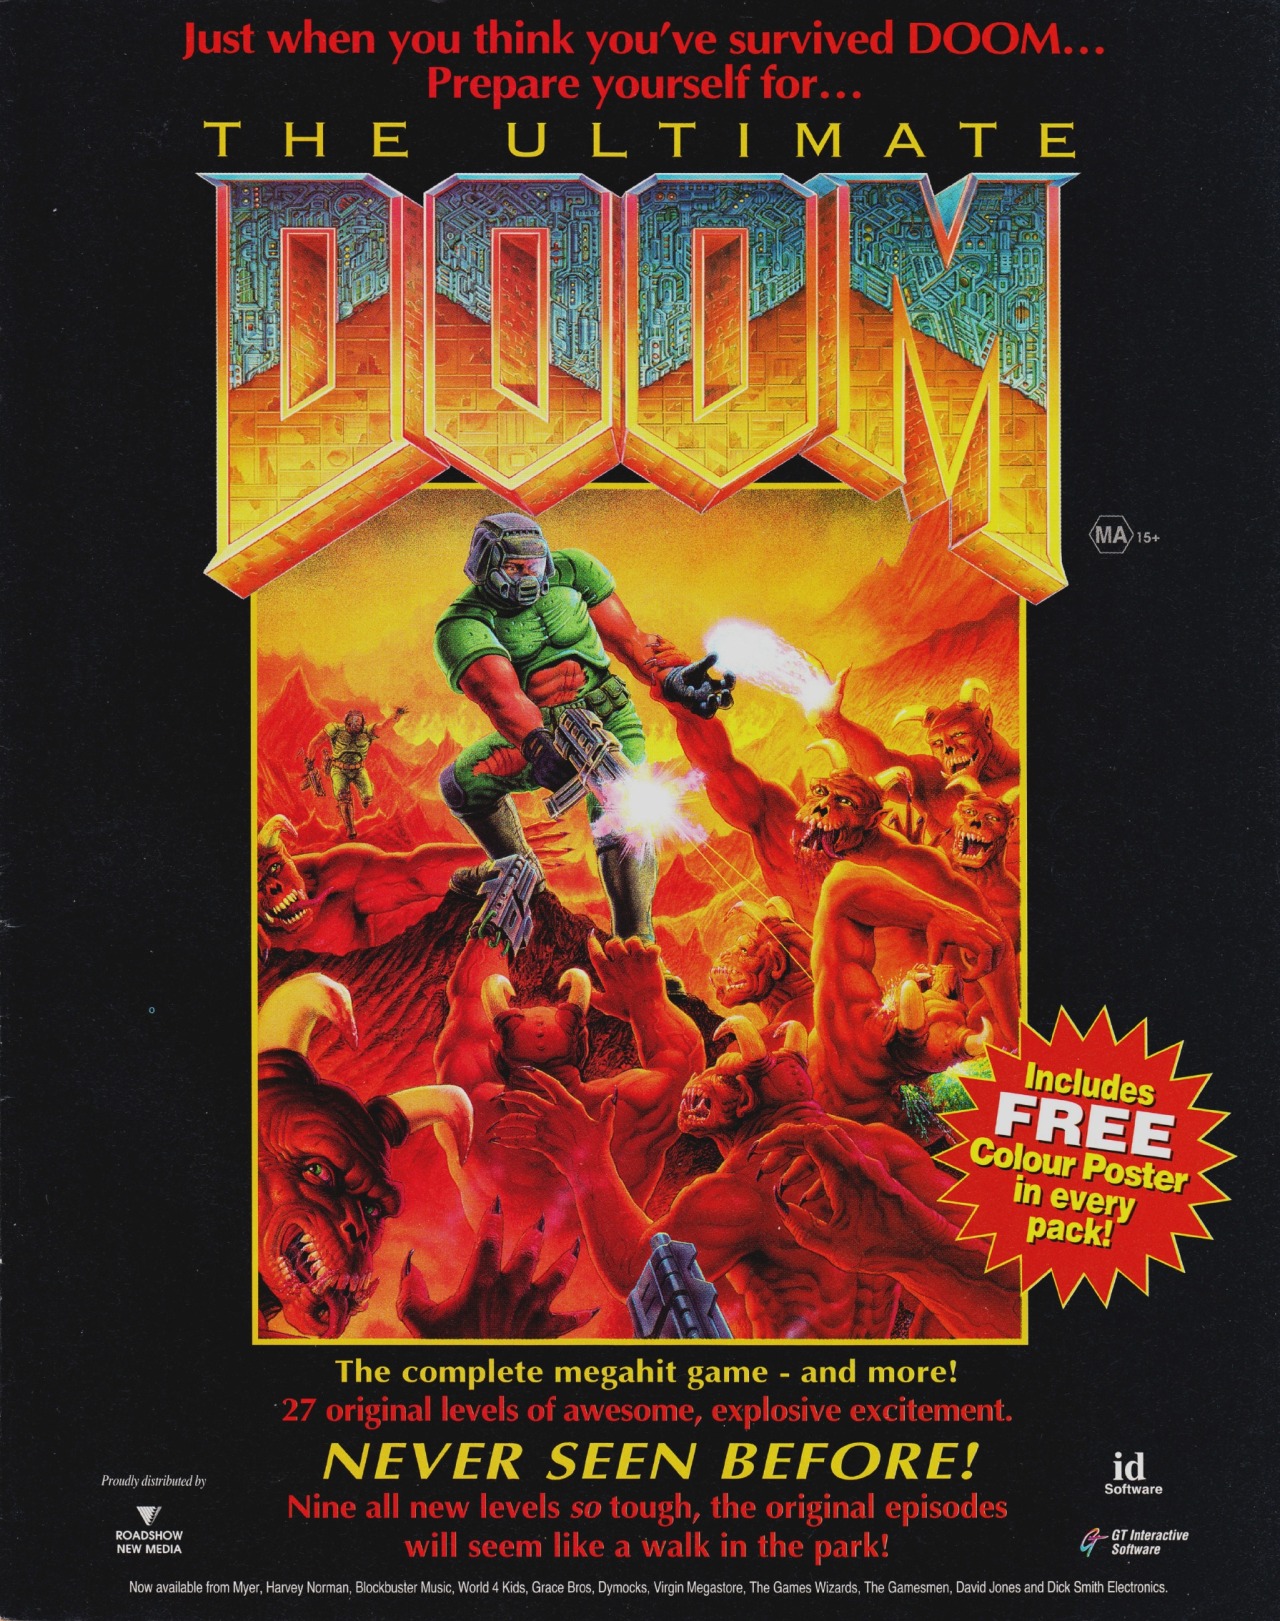 Just when you think you've survived DOOM...
Prepare yourself for...
THE ULTIMATE
DOOM
MA 15+
Includes
FREE
Colour Poster
in every
pack!
The complete megahit game - and more!
27 original levels of awesome, explosive excitement.
NEVER SEEN BEFORE!
Nine all new levels so tough, the original episodes
will seem like a walk in the park!
Proudly distributed by
ROADSHOW
NEW MEDIA
id
Software
GT Interactive
Software
Now available from Myer, Harvey Norman, Blockbuster Music, World 4 Kids, Grace Bros, Dymocks, Virgin Megastore, The Games Wizards, The Gamesmen, David Jones and Dick Smith Electronics.